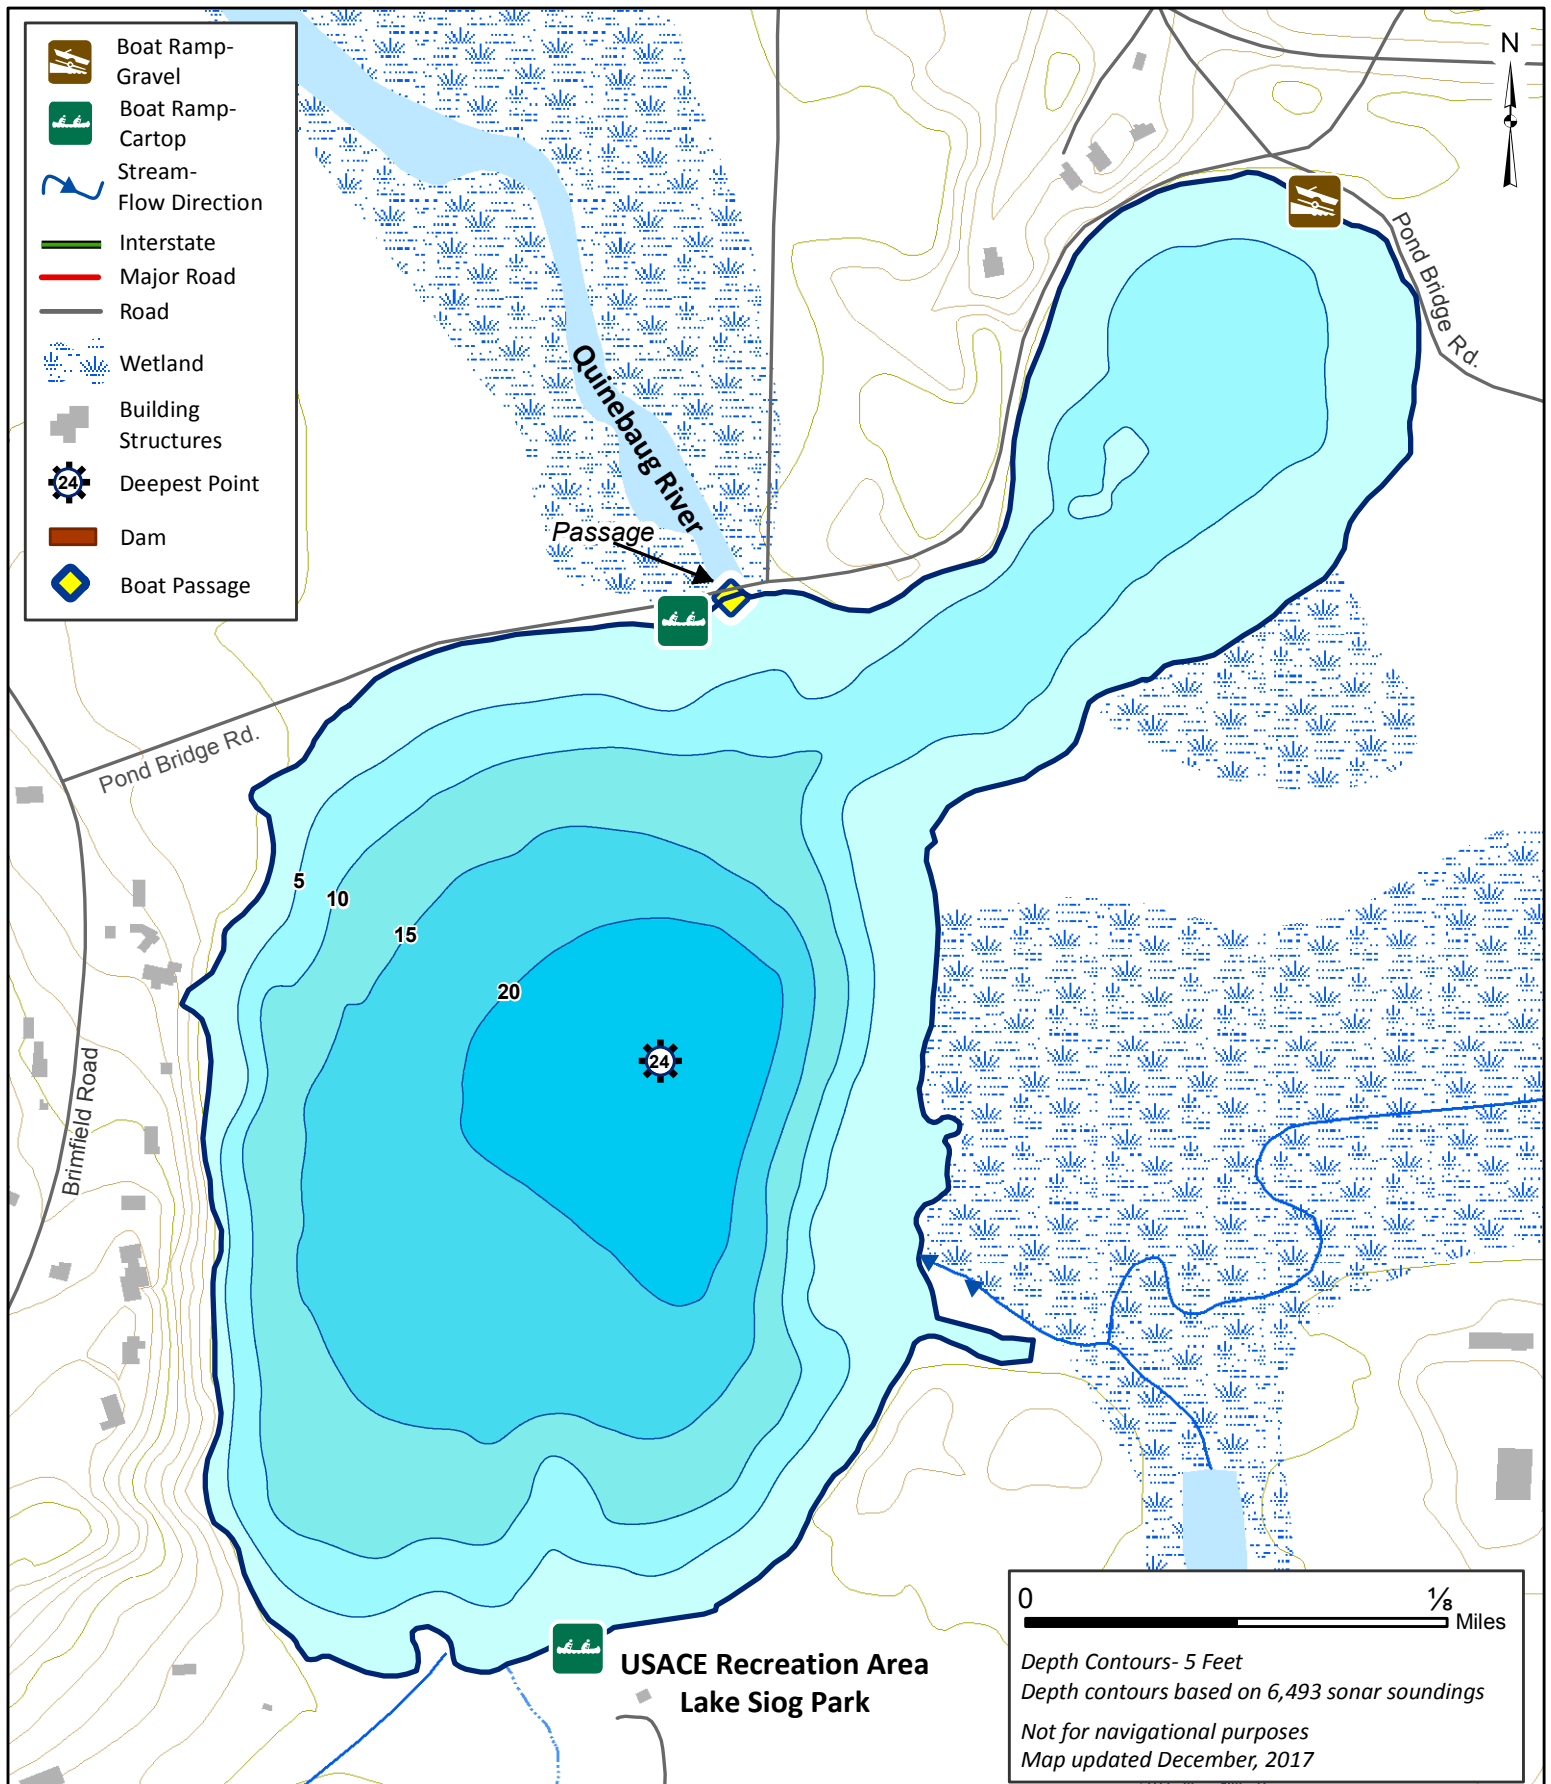 Boat Ramp-
Gravel
Boat Ramp-
Cartop
Stream-
Flow Direction
Interstate
Major Road
Road
Wetland
Building
Structures
24
Deepest Point
Dam
Boat Passage
N
Pond Bridge Rd.
Quinebaug River
Passage
Pond Bridge Rd.
5
10
15
20
24
Brimfield Road
USACE Recreation Area
Lake Siog Park
0
⅛
Miles
Depth Contours- 5 Feet
Depth contours based on 6,493 sonar soundings
Not for navigational purposes
Map updated December, 2017